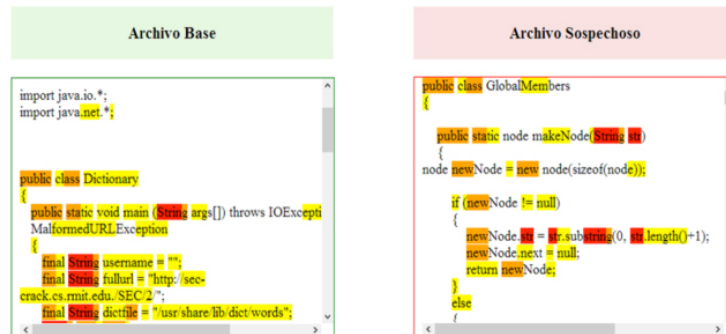 Archivo Base
import java.io.*;
import java.net.*;
public class Dictionary
{
public static void main (String args[]) throws IOExcepti
MalformedURLException
{
final String username = "";
final String fullurl = "http://sec-
crack.cs.rmit.edu./SEC/2/";
final String dictfile = "/usr/share/lib/dict/words";
Archivo Sospechoso
public class GlobalMembers
{
public static node makeNode(String str)
{
node newNode = new node(sizeof(node));
if (newNode != null)
{
newNode.str = str.substring(0, str.length()+1);
newNode.next = null;
return newNode;
}
else
{